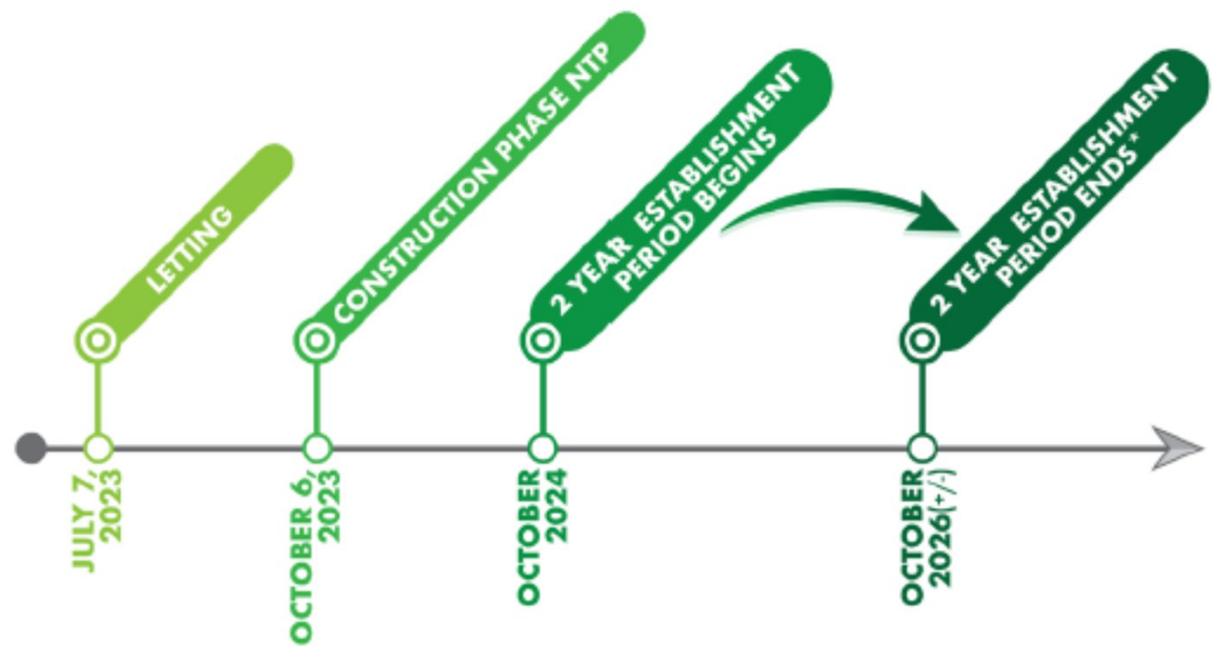 LETTING
CONSTRUCTION PHASE NTP
2 YEAR ESTABLISHMENT
PERIOD BEGINS
2 YEAR ESTABLISHMENT
PERIOD ENDS*
JULY 7,
2023
OCTOBER 6,
2023
OCTOBER
2024
OCTOBER
2026(+/-)